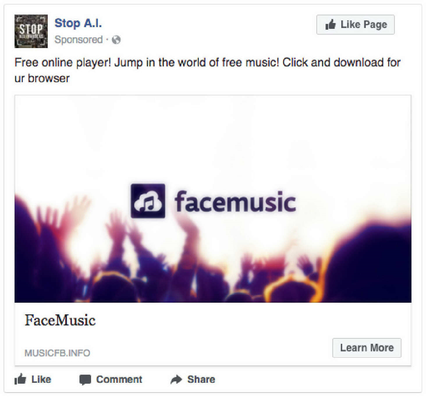 STOP
Stop A.I.
Like Page
Sponsored ·
Free online player! Jump in the world of free music! Click and download for
ur browser
facemusic
FaceMusic
MUSICFB.INFO
Learn More
Like
Comment
Share